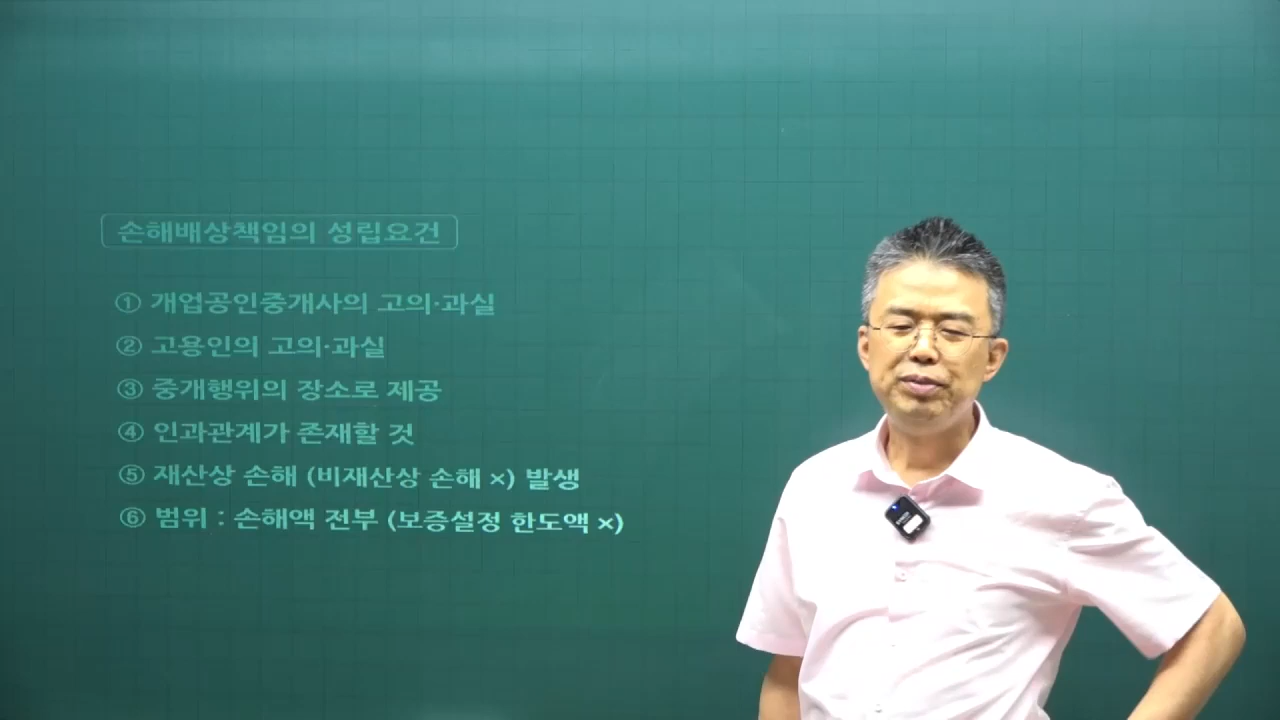 손해배상책임의 성립요건
① 개업공인중개사의 고의·과실
② 고용인의 고의·과실
③ 중개행위의 장소로 제공
④ 인과관계가 존재할 것
⑤ 재산상 손해 (비재산상 손해 ×) 발생
⑥ 범위 : 손해액 전부 (보증설정 한도액 ×)